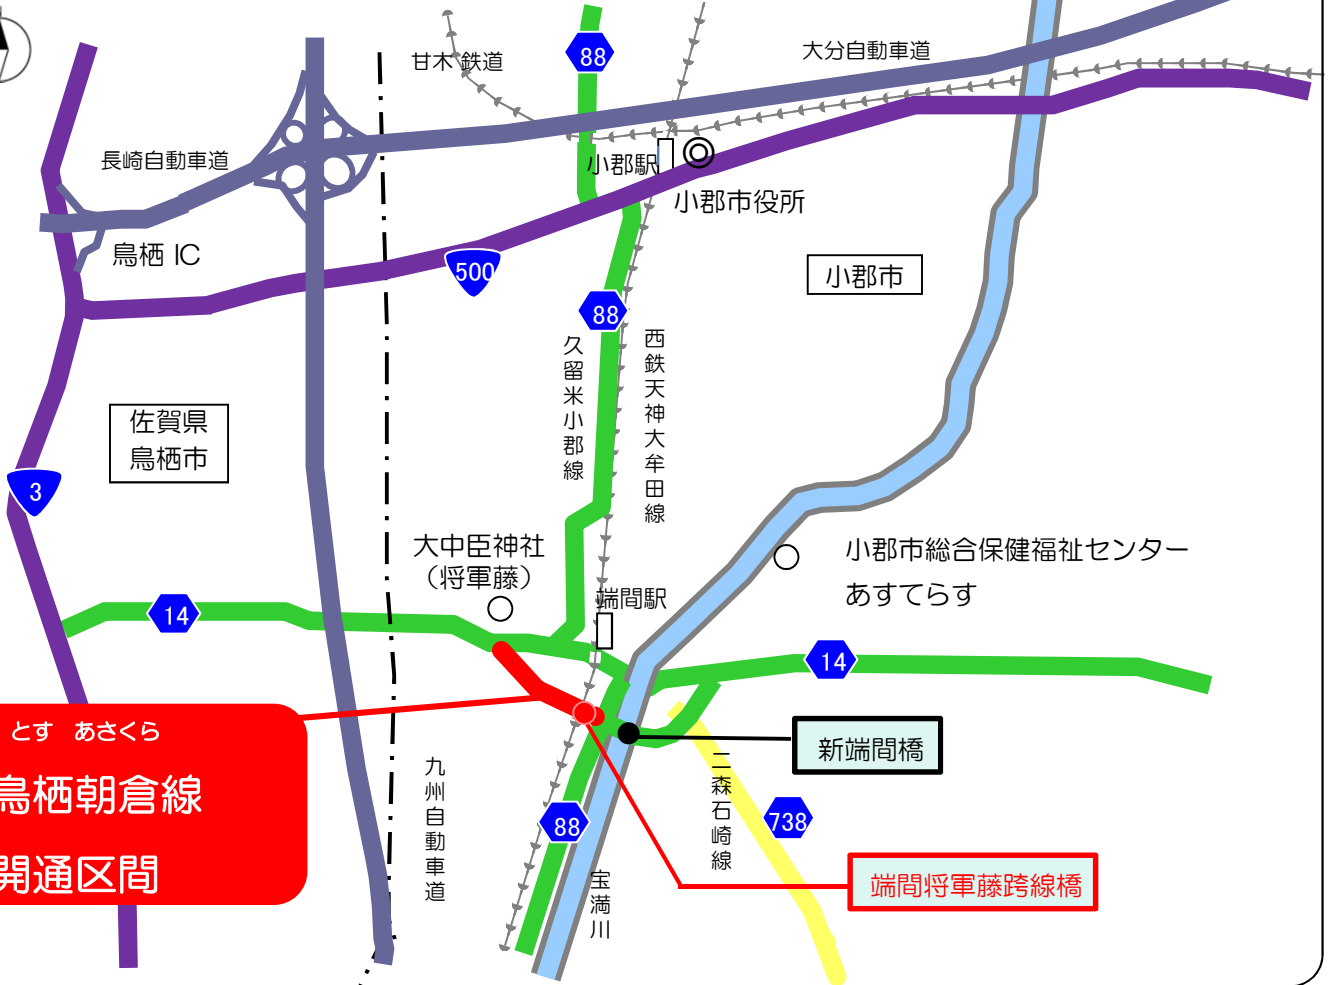 甘木 鉄道
88
大分自動車道
長崎自動車道
小郡駅
小郡市役所
鳥栖 IC
500
小郡市
88
久留米小郡線
西鉄天神大牟田線
佐賀県
鳥栖市
3
大中臣神社
（将軍藤）
小郡市総合保健福祉センター
あすてらす
端間駅
14
14
とす あさくら
鳥栖朝倉線
開通区間
新端間橋
九州自動車道
二森石崎線
738
88
宝満川
端間将軍藤跨線橋